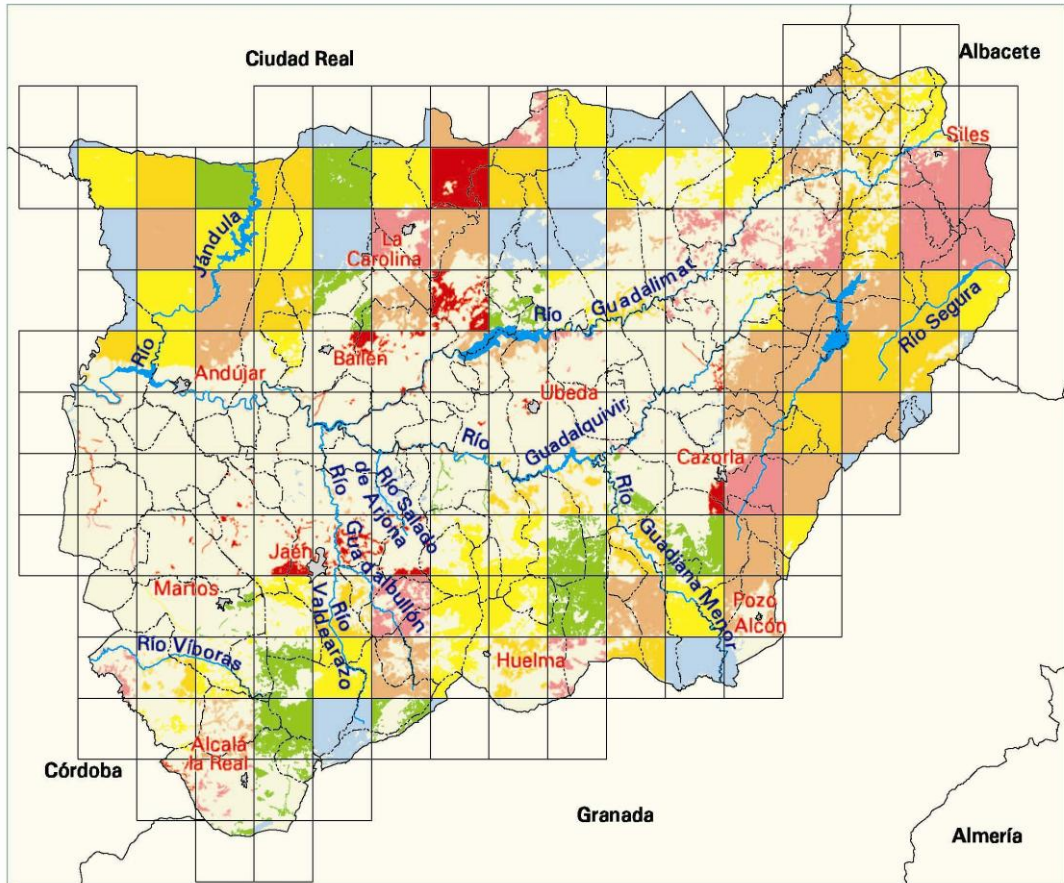 Ciudad Real
Albacete
Siles
Jándula
La
Carolina
Río
Guadalimar
Río Segura
Río
Bailén
Andújar
Úbeda
Río
Guadalquivir
Cazorla
Río
Río Salado
de Arjona
Río
Guadalbullón
Guadiana Menor
Jaén
Martos
Río
Valdearazo
Pozo
Alcón
Río Víboras
Huelma
Alcalá
la Real
Córdoba
Granada
Almería